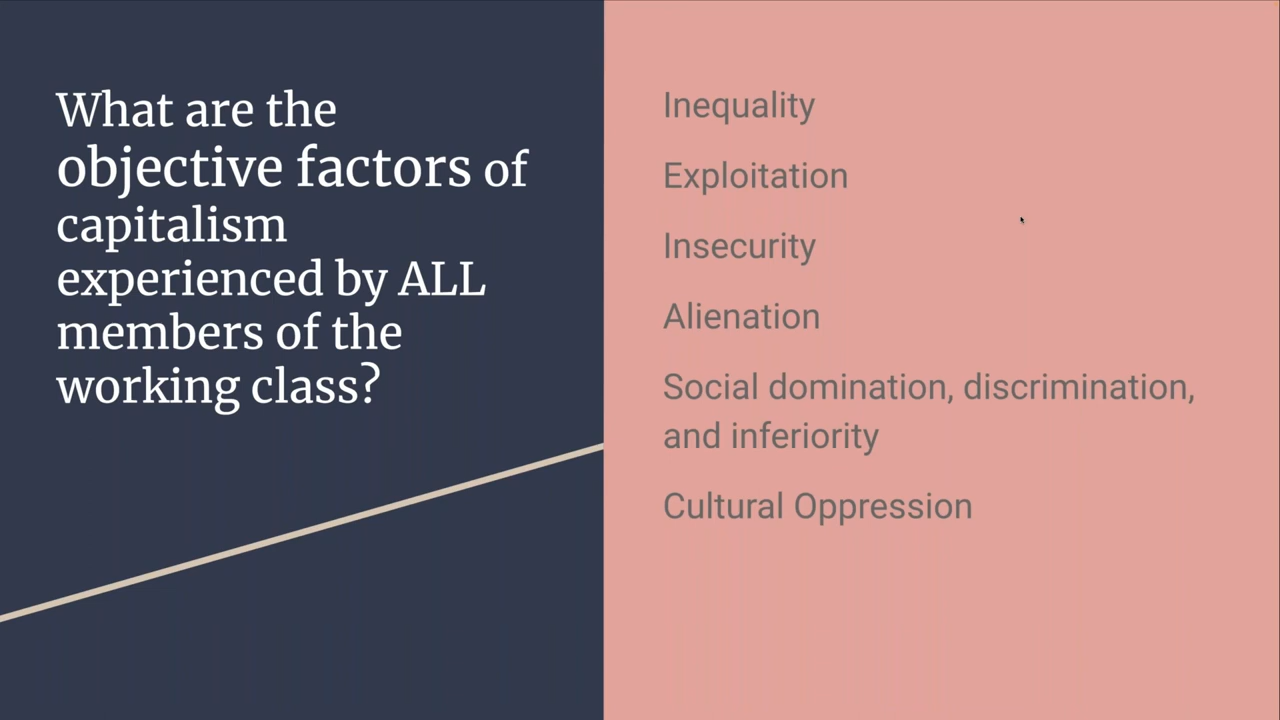 What are the
objective factors of
capitalism
experienced by ALL
members of the
working class?
Inequality
Exploitation
Insecurity
Alienation
Social domination, discrimination,
and inferiority
Cultural Oppression